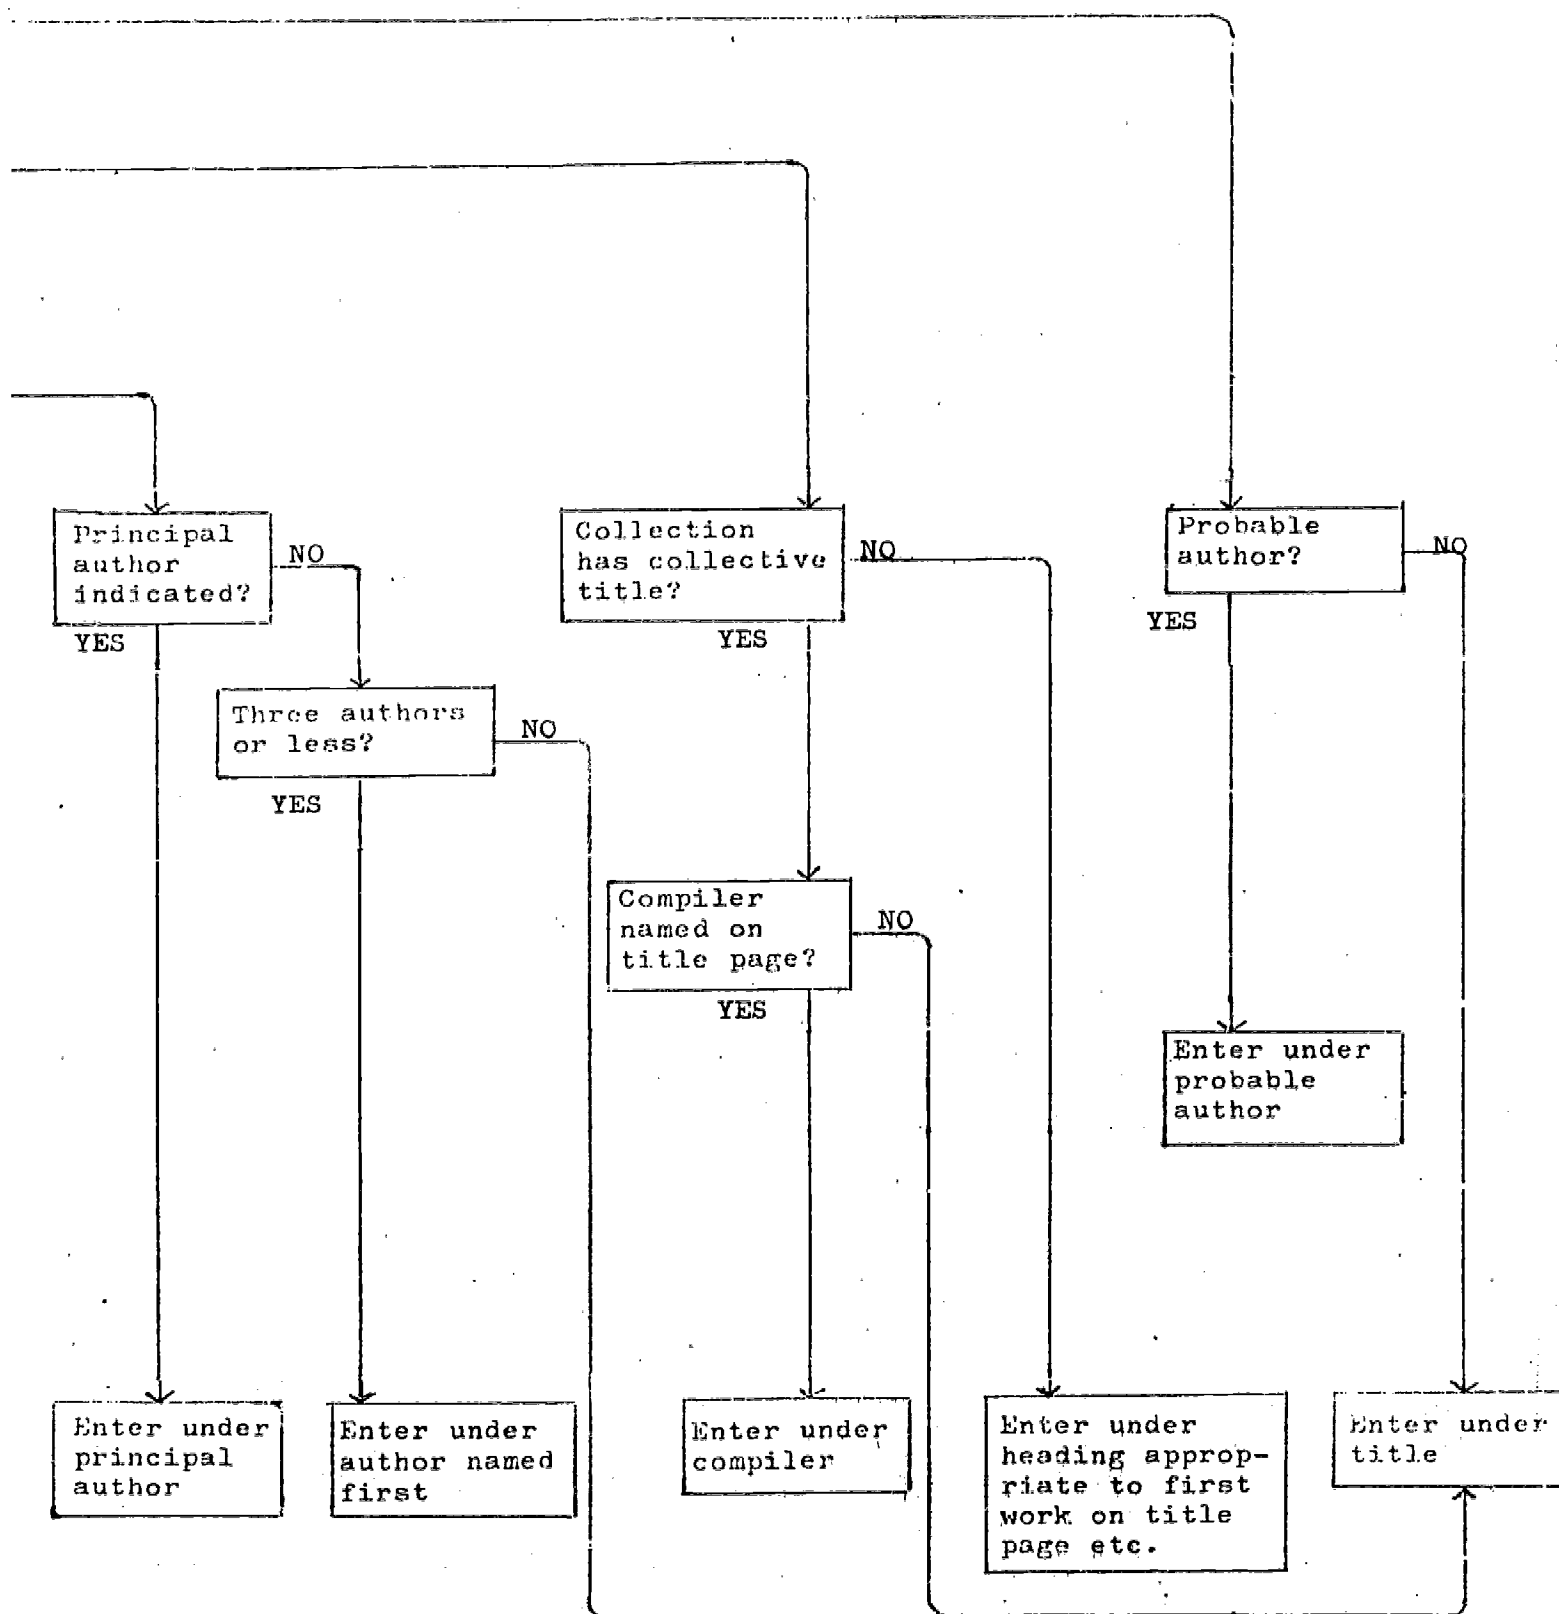 Principal
author
indicated?
NO
YES
Three authors
or less?
NO
YES
Collection
has collective
title?
NO
YES
Compiler
named on
title page?
NO
YES
Probable
author?
NO
YES
Enter under
probable
author
Enter under
principal
author
Enter under
author named
first
Enter under
compiler
Enter under
heading approp-
riate to first
work on title
page etc.
Enter under
title